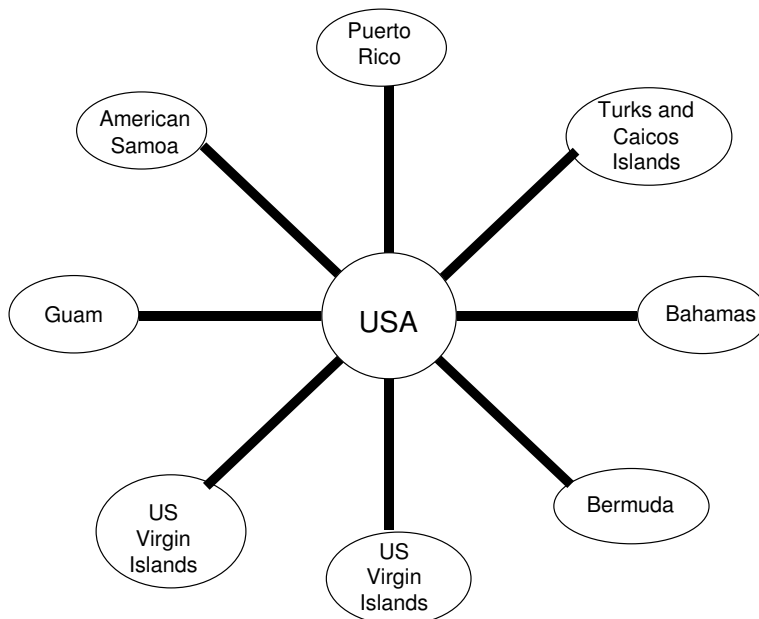 Puerto
Rico
American
Samoa
Turks and
Caicos
Islands
Guam
USA
Bahamas
US
Virgin
Islands
US
Virgin
Islands
Bermuda